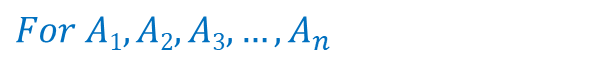 For A₁, A₂, A₃, … , Aₙ